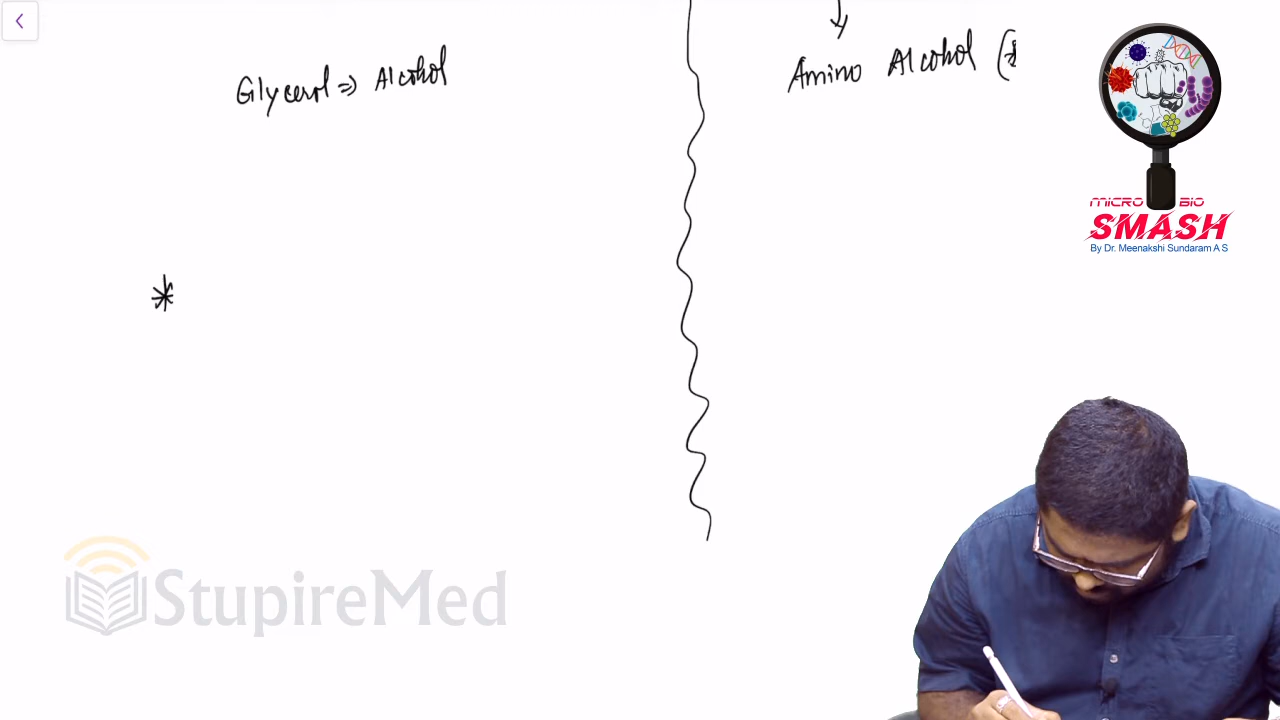 Glycerol ⇒ Alcohol
*
Amino Alcohol (
MICRO BIO
SMASH
By Dr. Meenakshi Sundaram A S
StupireMed